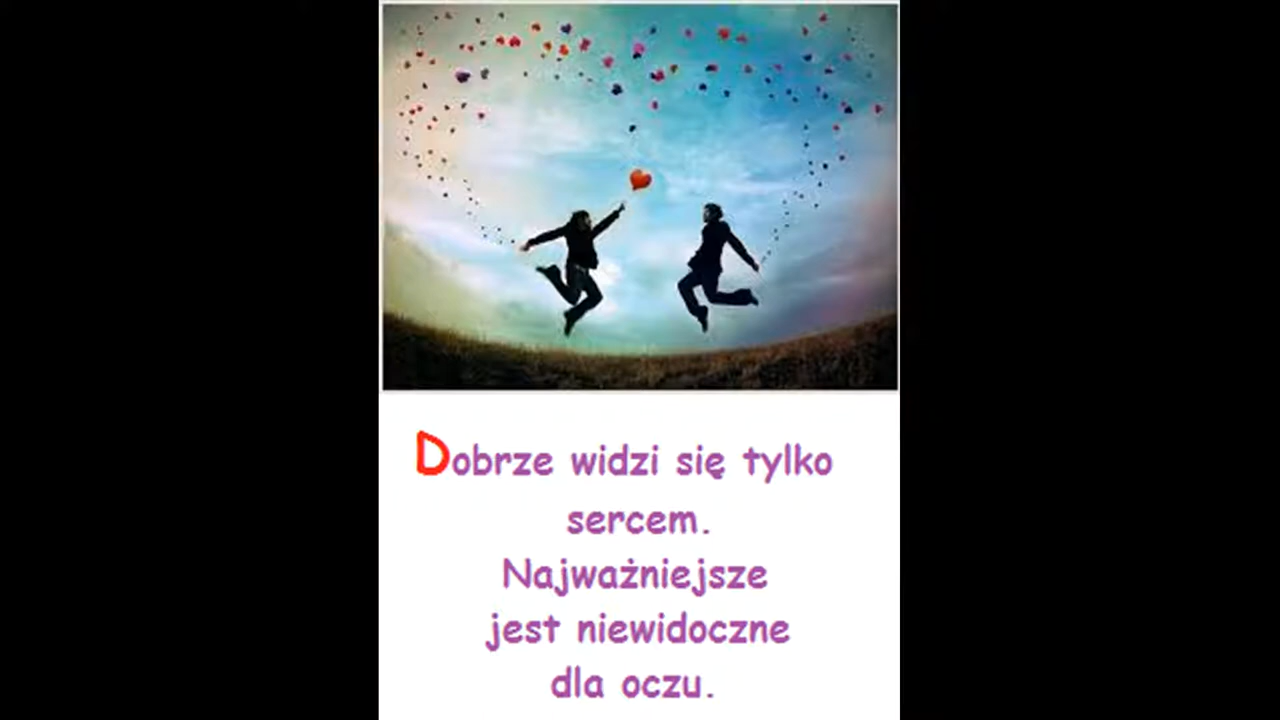 Dobrze widzi się tylko
sercem.
Najważniejsze
jest niewidoczne
dla oczu.